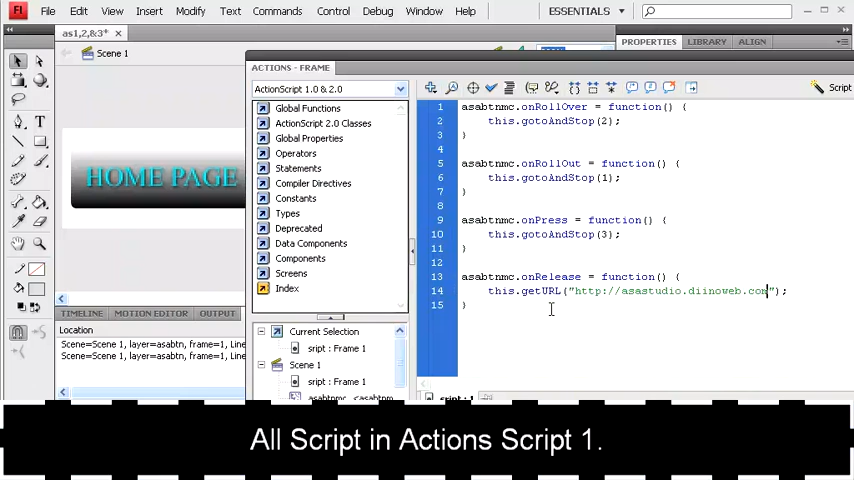 Fl File Edit View Insert Modify Text Commands Control Debug Window Help ESSENTIALS
as1,2,&3* ×
PROPERTIES LIBRARY ALIGN
Scene 1
ACTIONS - FRAME
ActionScript 1.0 & 2.0
Script
Global Functions
ActionScript 2.0 Classes
Global Properties
Operators
Statements
Compiler Directives
Constants
Types
Deprecated
Data Components
Components
Screens
Index
1 asabtnmc.onRollOver = function() {
2 this.gotoAndStop(2);
3 }
4
5 asabtnmc.onRollOut = function() {
6 this.gotoAndStop(1);
7 }
8
9 asabtnmc.onPress = function() {
10 this.gotoAndStop(3);
11 }
12
13 asabtnmc.onRelease = function() {
14 this.getURL("http://asastudio.diinoweb.com");
15 }
HOME PAGE
TIMELINE MOTION EDITOR OUTPUT
Location
Scene=Scene 1, layer=asabtn, frame=1, Line
Scene=Scene 1, layer=asabtn, frame=1, Line
Current Selection
sript : Frame 1
Scene 1
sript : Frame 1
All Script in Actions Script 1.